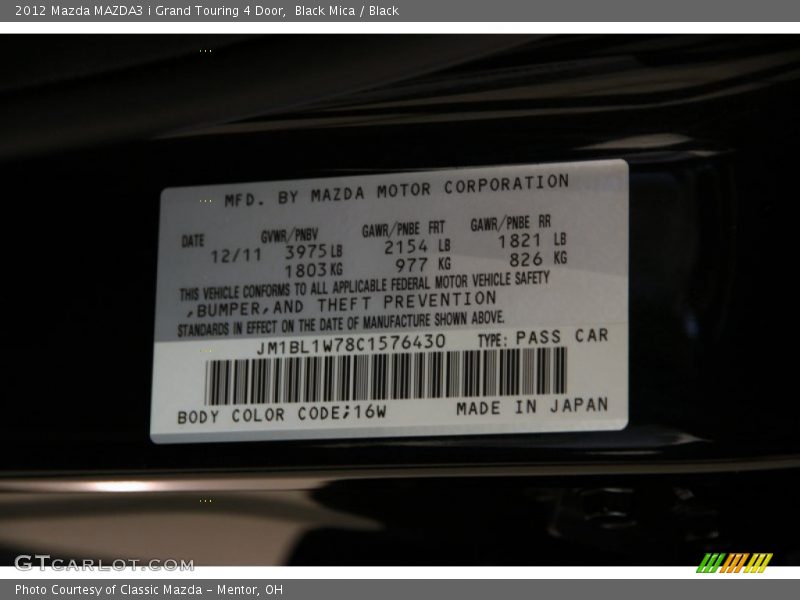 2012 Mazda MAZDA3 i Grand Touring 4 Door,  Black Mica / Black
MFD. BY MAZDA MOTOR CORPORATION
DATE GVWR/PNBV GAWR/PNBE FRT GAWR/PNBE RR
12/11 3975 LB 2154 LB 1821 LB
1803 KG 977 KG 826 KG
THIS VEHICLE CONFORMS TO ALL APPLICABLE FEDERAL MOTOR VEHICLE SAFETY
,BUMPER,AND THEFT PREVENTION
STANDARDS IN EFFECT ON THE DATE OF MANUFACTURE SHOWN ABOVE.
JM1BL1W78C1576430 TYPE: PASS CAR
BODY COLOR CODE;16W MADE IN JAPAN
GTCARLOT.COM
Photo Courtesy of Classic Mazda - Mentor, OH